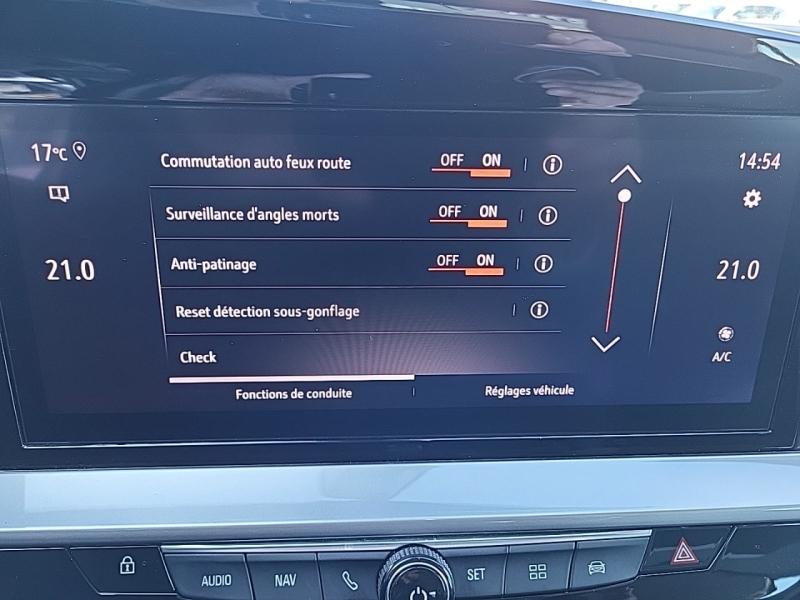 17°C
14:54
Commutation auto feux route OFF ON
Surveillance d'angles morts OFF ON
21.0
Anti-patinage OFF ON
21.0
Reset détection sous-gonflage
Check
A/C
Fonctions de conduite
Réglages véhicule
AUDIO
NAV
SET